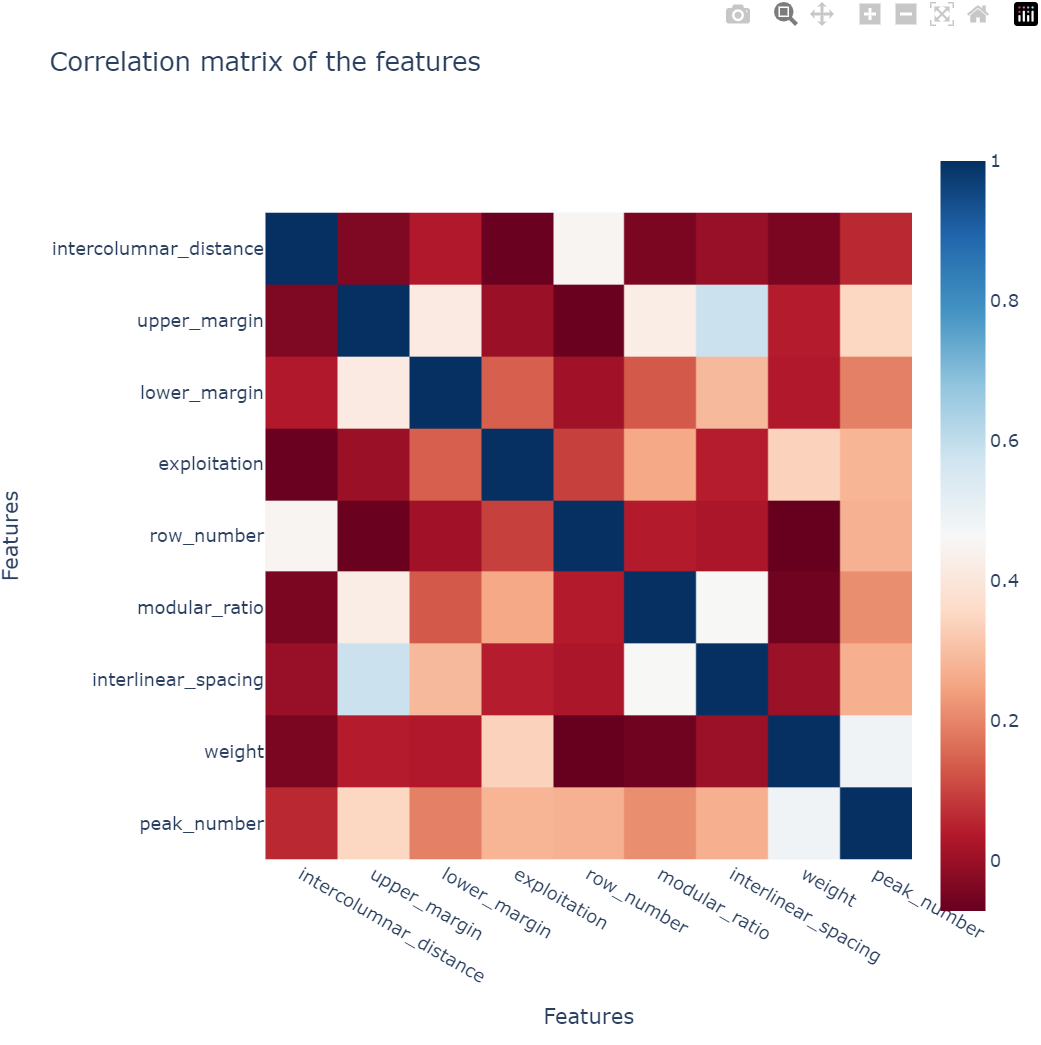 Correlation matrix of the features
1
intercolumnar_distance
0.8
upper_margin
lower_margin
0.6
exploitation
Features
row_number
0.4
modular_ratio
interlinear_spacing
0.2
weight
peak_number
0
intercolumnar_distance
upper_margin
lower_margin
exploitation
row_number
modular_ratio
interlinear_spacing
weight
peak_number
Features